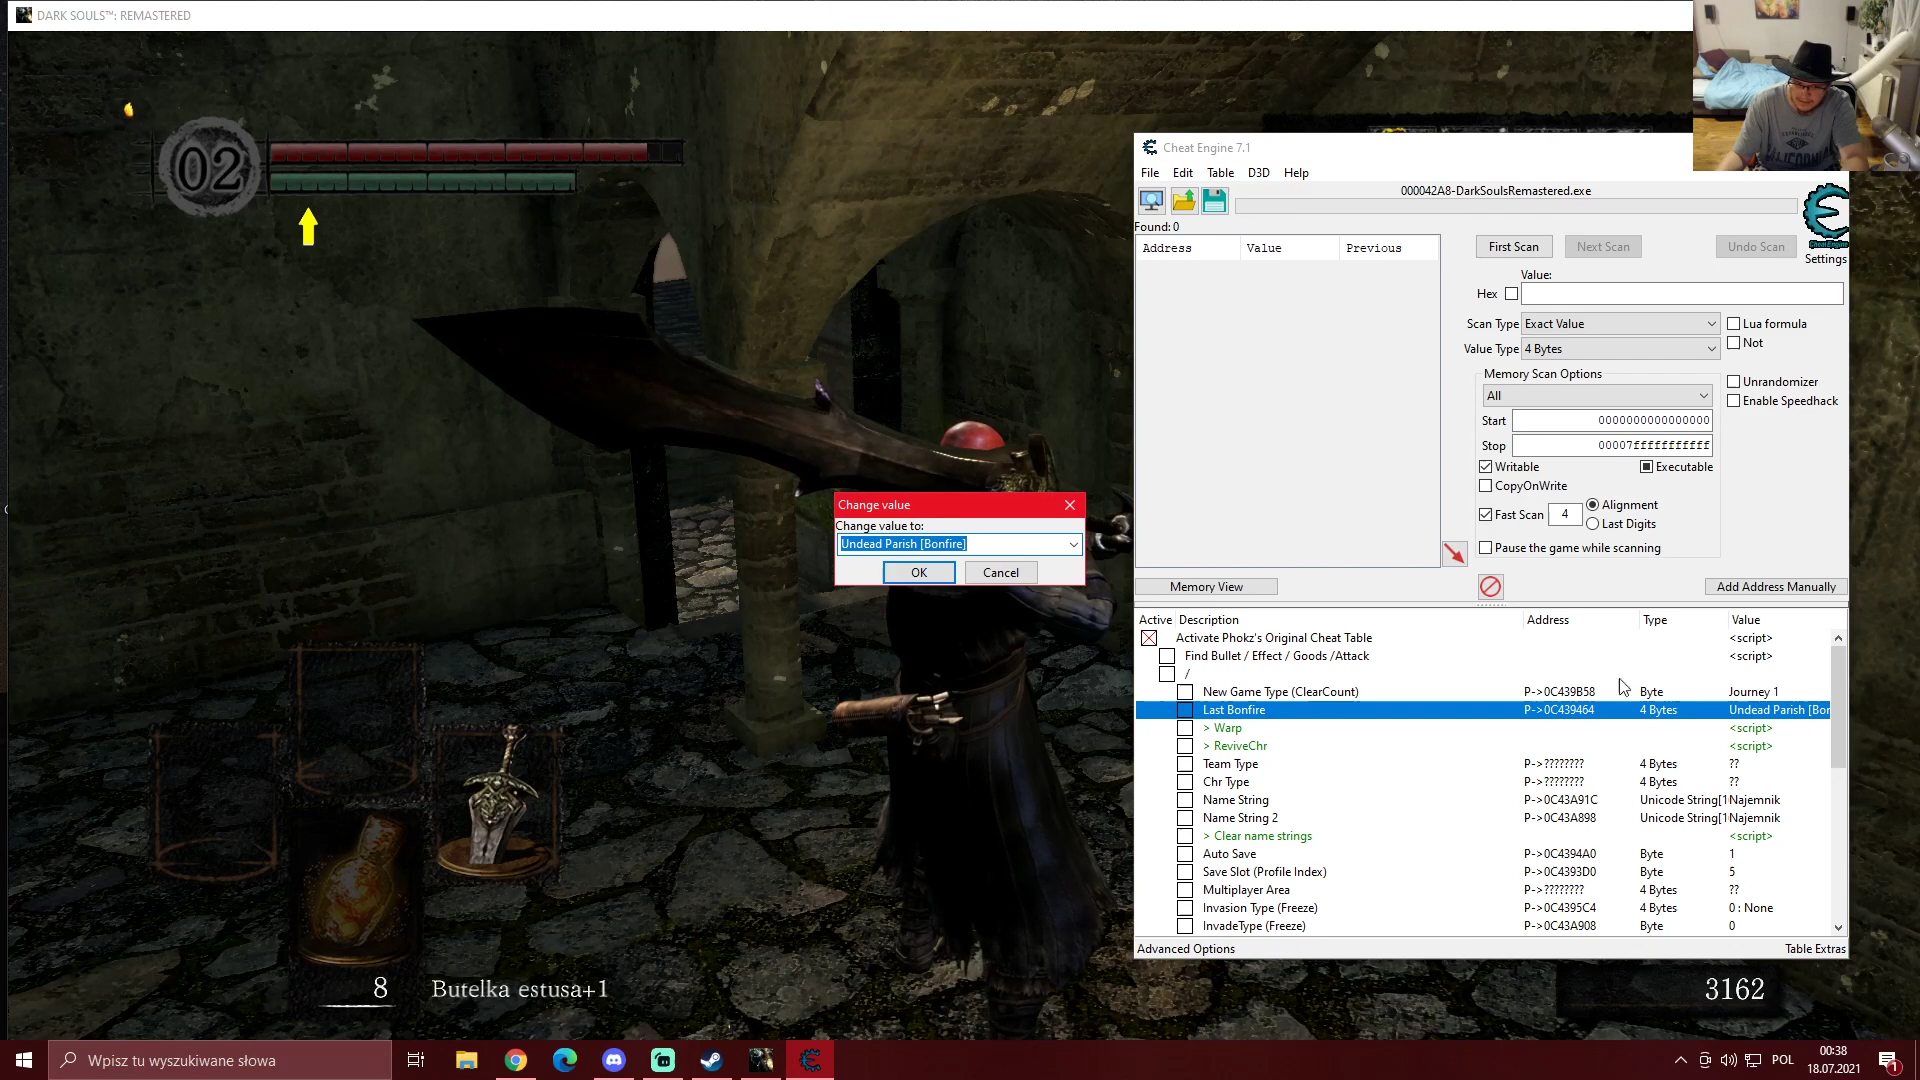 DARK SOULS™: REMASTERED
02
Cheat Engine 7.1
File Edit Table D3D Help
000042A8-DarkSoulsRemastered.exe
Found: 0
Address Value Previous
First Scan Next Scan Undo Scan
Cheat Engine
Settings
Value:
Hex
Scan Type Exact Value Lua formula
Not
Value Type 4 Bytes
Memory Scan Options
All
Unrandomizer
Enable Speedhack
Start 0000000000000000
Stop 00007fffffffffff
Writable Executable
CopyOnWrite
Fast Scan 4 Alignment
Last Digits
Pause the game while scanning
Change value
Change value to:
Undead Parish [Bonfire]
OK Cancel
Memory View Add Address Manually
Active Description Address Type Value
Activate Phokz's Original Cheat Table <script>
Find Bullet / Effect / Goods /Attack <script>
/
New Game Type (ClearCount) P->0C439B58 Byte Journey 1
Last Bonfire P->0C439464 4 Bytes Undead Parish [Bor
> Warp <script>
> ReviveChr <script>
Team Type P->???????? 4 Bytes ??
Chr Type P->???????? 4 Bytes ??
Name String P->0C43A91C Unicode String[1 Najemnik
Name String 2 P->0C43A898 Unicode String[1 Najemnik
> Clear name strings <script>
Auto Save P->0C4394A0 Byte 1
Save Slot (Profile Index) P->0C4393D0 Byte 5
Multiplayer Area P->???????? 4 Bytes ??
Invasion Type (Freeze) P->0C4395C4 4 Bytes 0 : None
InvadeType (Freeze) P->0C43A908 Byte 0
Advanced Options Table Extras
8 Butelka estusa+1
3162
Wpisz tu wyszukiwane słowa
POL
00:38
18.07.2021
1